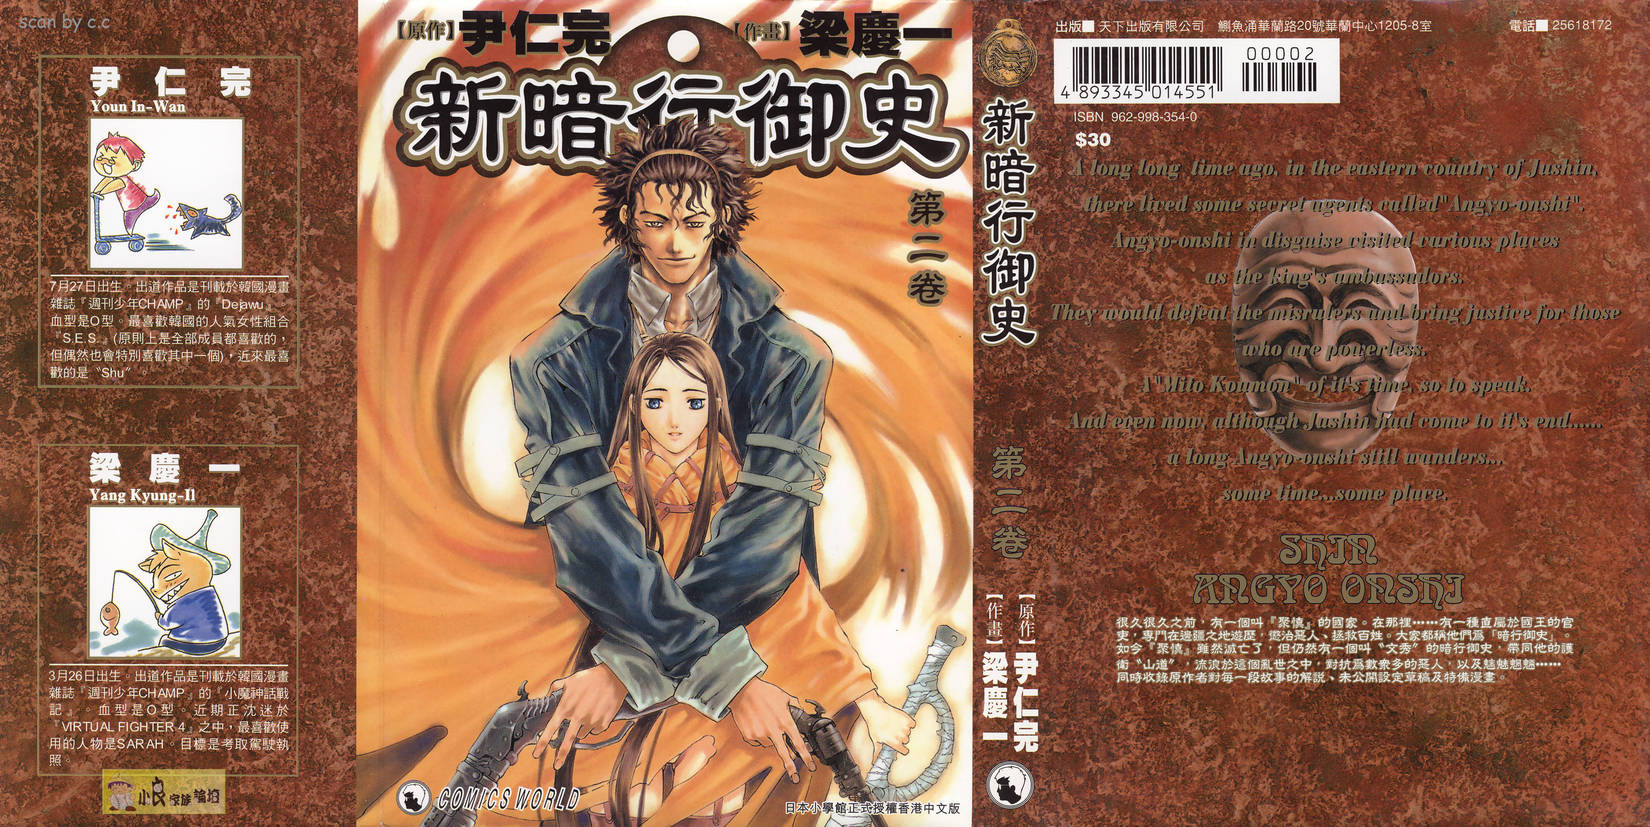 scan by c.c
尹仁完
Youn In-Wan
7月27日出生。出道作品是刊載於韓國漫畫
雜誌『週刊少年CHAMP』的『Dejawu』。
血型是O型。最喜歡韓國的人氣女性組合
『S.E.S.』(原則上是全部成員都喜歡的，
但偶然也會特別喜歡其中一個)，近來最喜
歡的是〝Shu〞。
梁慶一
Yang Kyung-Il
3月26日出生。出道作品是刊載於韓國漫畫
雜誌『週刊少年CHAMP』的『小魔神話戰
記』。血型是O型。近期正沈迷於
『VIRTUAL FIGHTER 4』之中，最喜歡使
用的人物是SARAH。目標是考取駕駛執
照。
小良家族論壇
【原作】尹仁完 【作畫】梁慶一
新暗行御史
第二卷
COMICS WORLD
日本小學館正式授權香港中文版
新暗行御史
第二卷
【原作】尹仁完
【作畫】梁慶一
出版■天下出版有限公司 鰂魚涌華蘭路20號華蘭中心1205-8室 電話■25618172
00002
4 893345 014551
ISBN 962-998-354-0
$30
A long long time ago, in the eastern country of Jushin,
there lived some secret agents called"Angyo-onshi".
Angyo-onshi in disguise visited various places
as the king's ambassadors.
They would defeat the misrulers and bring justice for those
who are powerless.
A"Mito Koumon" of it's time, so to speak.
And even now, although Jushin had come to it's end......
a long Angyo-onshi still wanders...
some time...some place.
SHIN
ANGYO ONSHI
很久很久之前，有一個叫『聚慎』的國家。在那裡……有一種直屬於國王的官
吏，專門在邊疆之地遊歷，懲治惡人、拯救百姓。大家都稱他們爲「暗行御史」。
如今『聚慎』雖然滅亡了，但仍然有一個叫〝文秀〞的暗行御史，帶同他的護
衛〝山道〞，流浪於這個亂世之中，對抗爲數衆多的惡人，以及魑魅魍魎……
同時收錄原作者對每一段故事的解說、未公開設定草稿及特備漫畫。